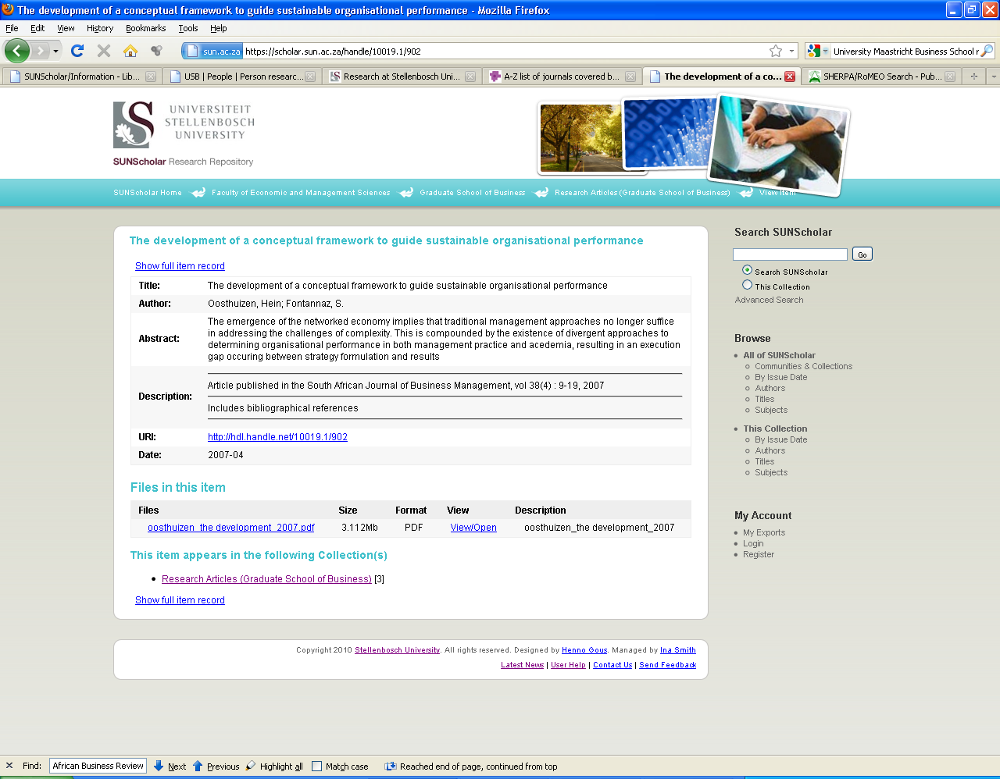 The development of a conceptual framework to guide sustainable organisational performance - Mozilla Firefox
File Edit View History Bookmarks Tools Help
sun.ac.za https://scholar.sun.ac.za/handle/10019.1/902 University Maastricht Business School r
SUNScholar/Information - Lib... USB | People | Person researc... Research at Stellenbosch Uni... A-Z list of journals covered b... The development of a co... SHERPA/RoMEO Search - Pub...
UNIVERSITEIT
STELLENBOSCH
UNIVERSITY
SUNScholar Research Repository
SUNScholar Home Faculty of Economic and Management Sciences Graduate School of Business Research Articles (Graduate School of Business) View Item
The development of a conceptual framework to guide sustainable organisational performance
Show full item record
Title: The development of a conceptual framework to guide sustainable organisational performance
Author: Oosthuizen, Hein; Fontannaz, S.
Abstract: The emergence of the networked economy implies that traditional management approaches no longer suffice
in addressing the challenges of complexity. This is compounded by the existence of divergent approaches to
determining organisational performance in both management practice and acedemia, resulting in an execution
gap occuring between strategy formulation and results
Description: Article published in the South African Journal of Business Management, vol 38(4) : 9-19, 2007
Includes bibliographical references
URI: http://hdl.handle.net/10019.1/902
Date: 2007-04
Files in this item
Files Size Format View Description
oosthuizen_the development_2007.pdf 3.112Mb PDF View/Open oosthuizen_the development_2007
This item appears in the following Collection(s)
Research Articles (Graduate School of Business) [3]
Show full item record
Copyright 2010 Stellenbosch University. All rights reserved. Designed by Henno Gous. Managed by Ina Smith
Latest News | User Help | Contact Us | Send Feedback
Search SUNScholar
Go
Search SUNScholar
This Collection
Advanced Search
Browse
All of SUNScholar
Communities & Collections
By Issue Date
Authors
Titles
Subjects
This Collection
By Issue Date
Authors
Titles
Subjects
My Account
My Exports
Login
Register
Find: African Business Review Next Previous Highlight all Match case Reached end of page, continued from top